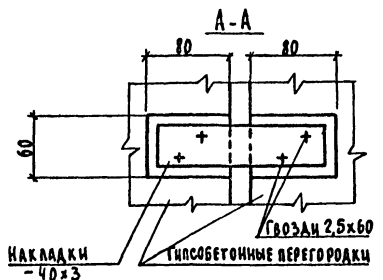 А-А
80
80
60
Гвозди 2,5х60
Накладки
-40х3
Гипсобетонные перегородки